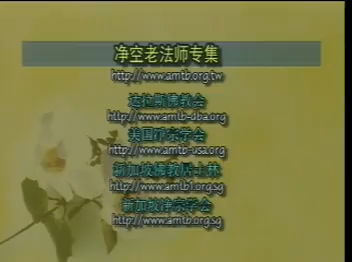 净空老法师专集
http://www.amtb.org.tw
达拉斯佛教会
http://www.amtb-dba.org
美国净宗学会
http://www.amtb-usa.org
新加坡佛教居士林
http://www.amtb1.org.sg
新加坡净宗学会
http://www.amtb.org.sg